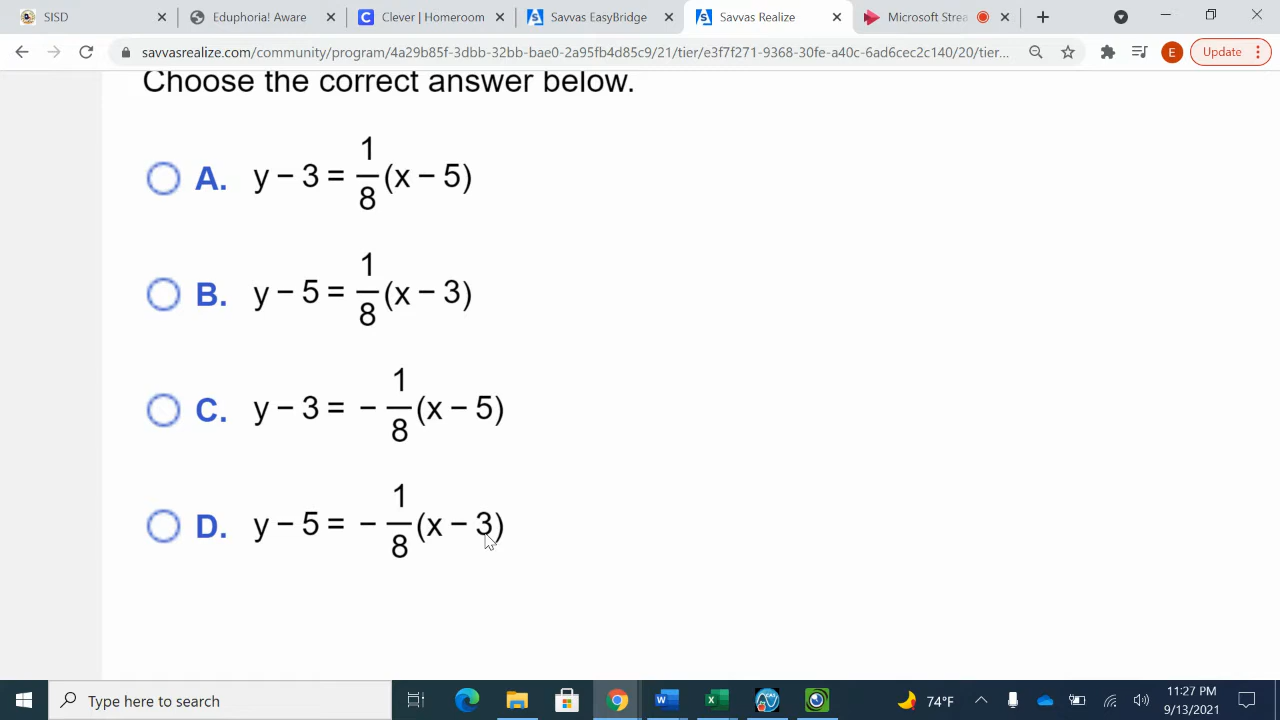 SISD
Eduphoria! Aware
Clever | Homeroom
Savvas EasyBridge
Savvas Realize
Microsoft Strea
savvasrealize.com/community/program/4a29b85f-3dbb-32bb-bae0-2a95fb4d85c9/21/tier/e3f7f271-9368-30fe-a40c-6ad6cec2c140/20/tier...
E
Update
Choose the correct answer below.
A. y − 3 = 1/8 (x − 5)
B. y − 5 = 1/8 (x − 3)
C. y − 3 = − 1/8 (x − 5)
D. y − 5 = − 1/8 (x − 3)
Type here to search
74°F
11:27 PM
9/13/2021